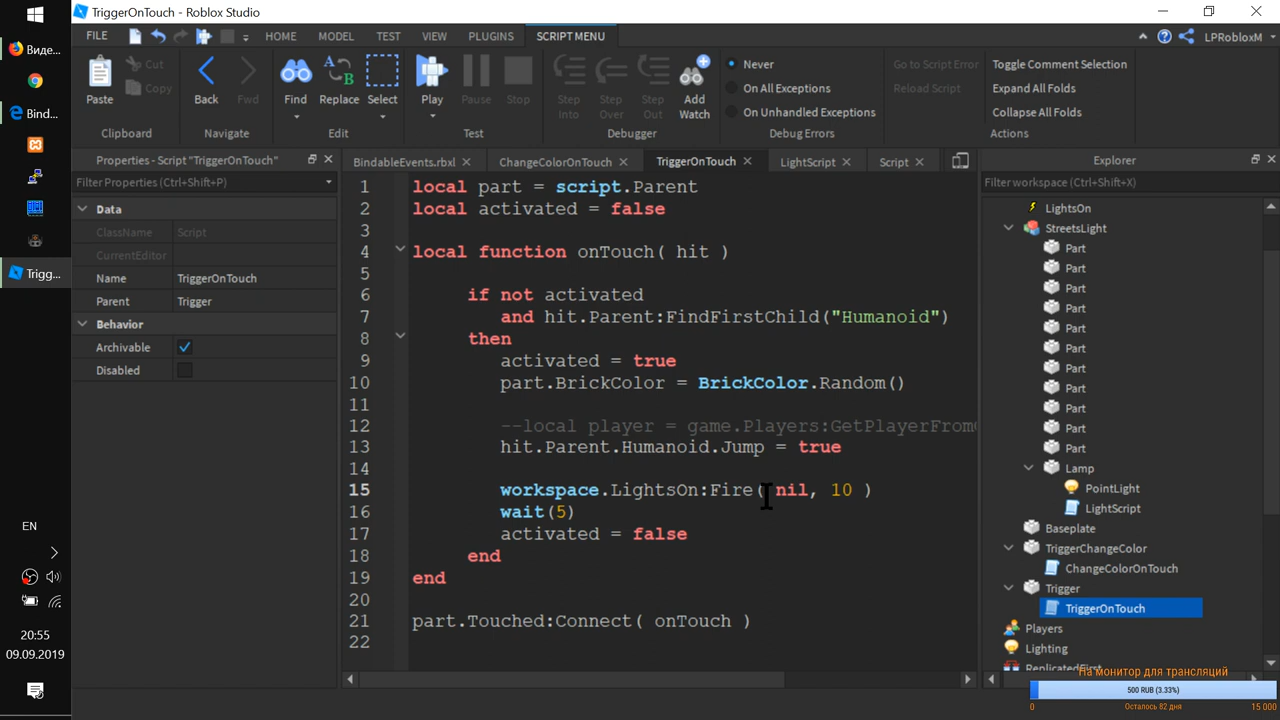 TriggerOnTouch - Roblox Studio
FILE HOME MODEL TEST VIEW PLUGINS SCRIPT MENU LPRobloxM
Виде...
Bind...
Trigg...
EN
20:55
09.09.2019
Paste
Cut
Copy
Clipboard
Back
Fwd
Navigate
Find
Replace
Select
Edit
Play
Pause
Stop
Test
Step Into
Step Over
Step Out
Add Watch
Debugger
Never
On All Exceptions
On Unhandled Exceptions
Debug Errors
Go to Script Error
Reload Script
Toggle Comment Selection
Expand All Folds
Collapse All Folds
Actions
Properties - Script "TriggerOnTouch"
Filter Properties (Ctrl+Shift+P)
Data
ClassName Script
CurrentEditor
Name TriggerOnTouch
Parent Trigger
Behavior
Archivable
Disabled
BindableEvents.rbxl ChangeColorOnTouch TriggerOnTouch LightScript Script
1 local part = script.Parent
2 local activated = false
3
4 local function onTouch( hit )
5
6 if not activated
7 and hit.Parent:FindFirstChild("Humanoid")
8 then
9 activated = true
10 part.BrickColor = BrickColor.Random()
11
12 --local player = game.Players:GetPlayerFrom
13 hit.Parent.Humanoid.Jump = true
14
15 workspace.LightsOn:Fire( nil, 10 )
16 wait(5)
17 activated = false
18 end
19 end
20
21 part.Touched:Connect( onTouch )
22
Explorer
Filter workspace (Ctrl+Shift+X)
LightsOn
StreetsLight
Part
Part
Part
Part
Part
Part
Part
Part
Part
Part
Part
Lamp
PointLight
LightScript
Baseplate
TriggerChangeColor
ChangeColorOnTouch
Trigger
TriggerOnTouch
Players
Lighting
ReplicatedFirst
На монитор для трансляций
500 RUB (3.33%)
0 Осталось 82 дня 15 000